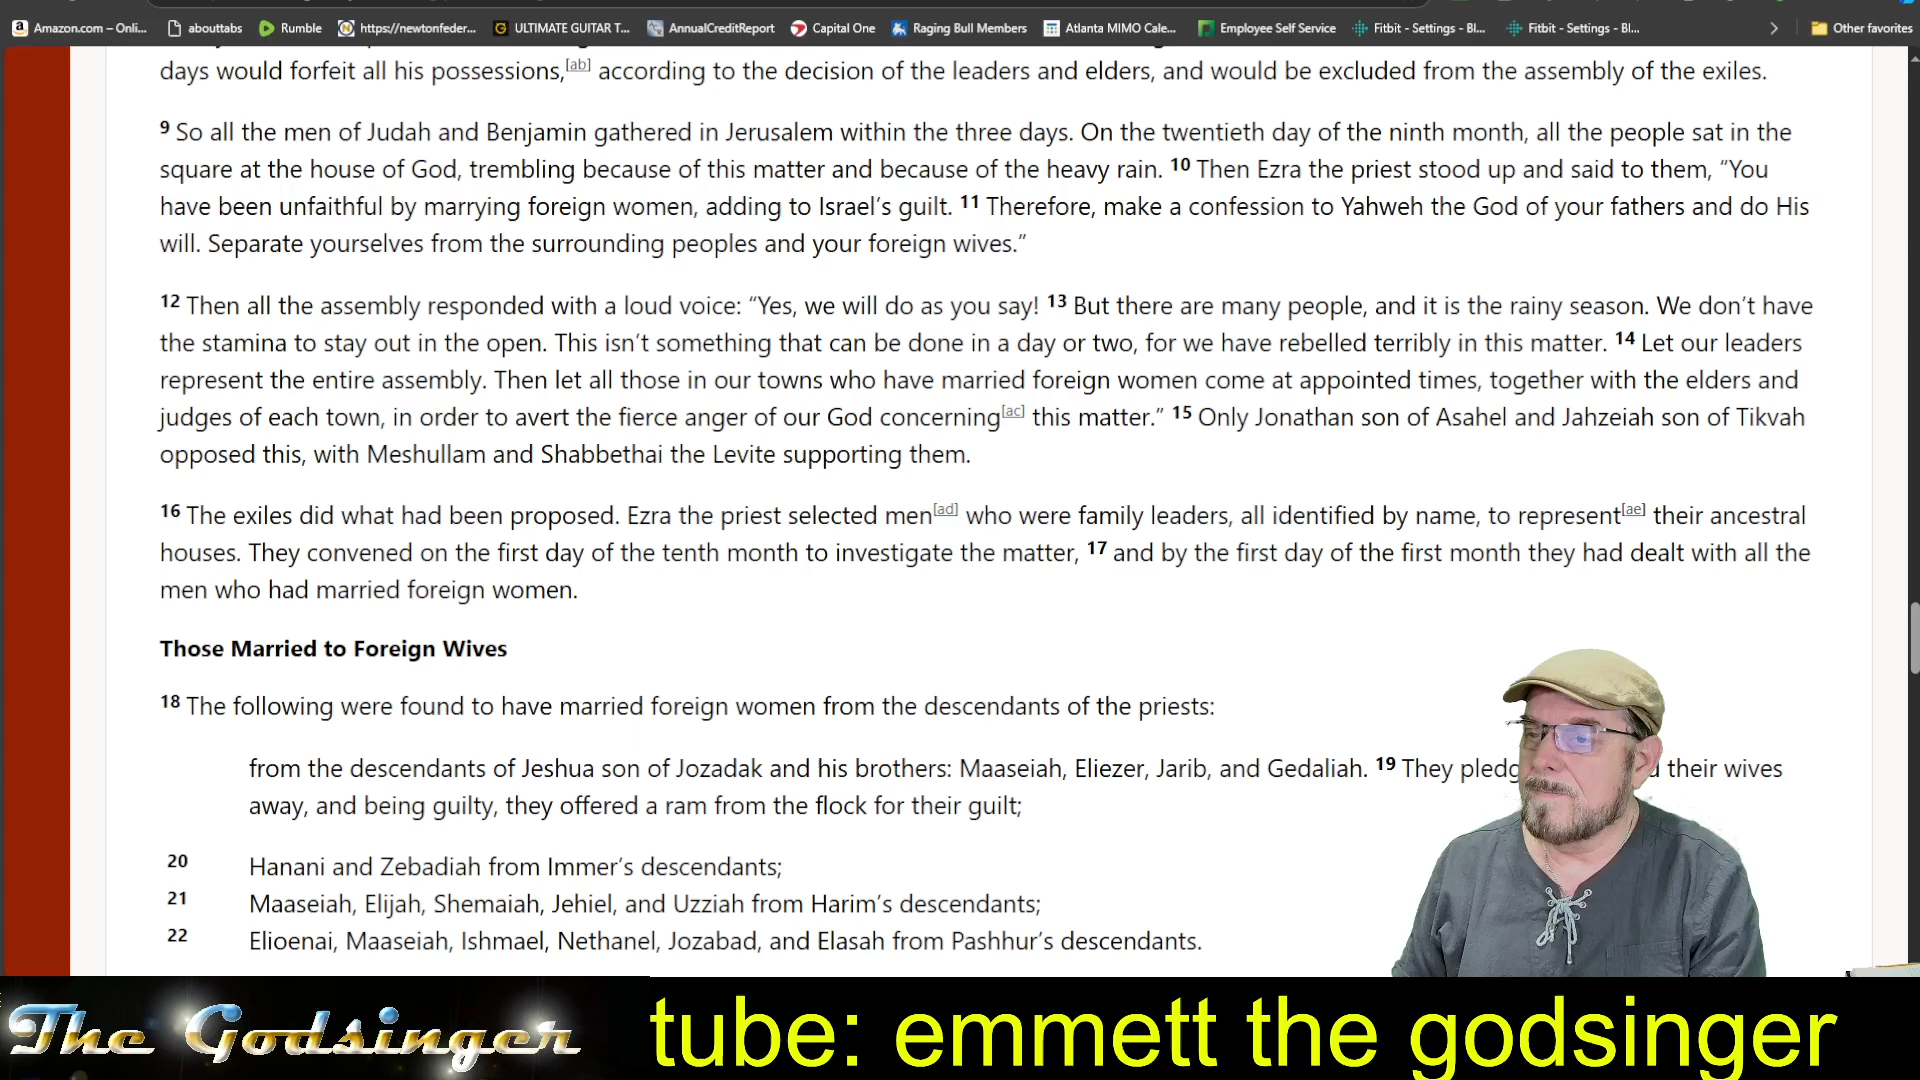 Amazon.com – Onli...
abouttabs
Rumble
https://newtonfeder...
ULTIMATE GUITAR T...
AnnualCreditReport
Capital One
Raging Bull Members
Atlanta MIMO Cale...
Employee Self Service
Fitbit - Settings - Bl...
Fitbit - Settings - Bl...
Other favorites
days would forfeit all his possessions,[ab] according to the decision of the leaders and elders, and would be excluded from the assembly of the exiles.
9 So all the men of Judah and Benjamin gathered in Jerusalem within the three days. On the twentieth day of the ninth month, all the people sat in the
square at the house of God, trembling because of this matter and because of the heavy rain. 10 Then Ezra the priest stood up and said to them, “You
have been unfaithful by marrying foreign women, adding to Israel’s guilt. 11 Therefore, make a confession to Yahweh the God of your fathers and do His
will. Separate yourselves from the surrounding peoples and your foreign wives.”
12 Then all the assembly responded with a loud voice: “Yes, we will do as you say! 13 But there are many people, and it is the rainy season. We don’t have
the stamina to stay out in the open. This isn’t something that can be done in a day or two, for we have rebelled terribly in this matter. 14 Let our leaders
represent the entire assembly. Then let all those in our towns who have married foreign women come at appointed times, together with the elders and
judges of each town, in order to avert the fierce anger of our God concerning[ac] this matter.” 15 Only Jonathan son of Asahel and Jahzeiah son of Tikvah
opposed this, with Meshullam and Shabbethai the Levite supporting them.
16 The exiles did what had been proposed. Ezra the priest selected men[ad] who were family leaders, all identified by name, to represent[ae] their ancestral
houses. They convened on the first day of the tenth month to investigate the matter, 17 and by the first day of the first month they had dealt with all the
men who had married foreign women.
Those Married to Foreign Wives
18 The following were found to have married foreign women from the descendants of the priests:
from the descendants of Jeshua son of Jozadak and his brothers: Maaseiah, Eliezer, Jarib, and Gedaliah. 19 They their wives
away, and being guilty, they offered a ram from the flock for their guilt;
20 Hanani and Zebadiah from Immer’s descendants;
21 Maaseiah, Elijah, Shemaiah, Jehiel, and Uzziah from Harim’s descendants;
22 Elioenai, Maaseiah, Ishmael, Nethanel, Jozabad, and Elasah from Pashhur’s descendants.
The Godsinger
tube: emmett the godsinger